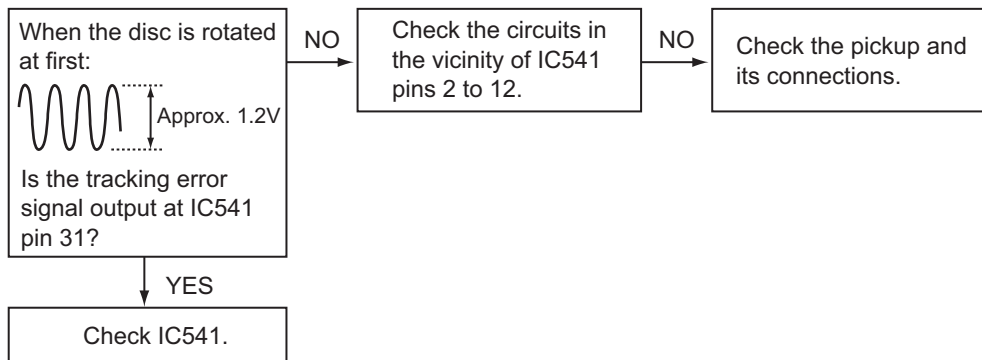 When the disc is rotated
at first:
Approx. 1.2V
Is the tracking error
signal output at IC541
pin 31?
NO
Check the circuits in
the vicinity of IC541
pins 2 to 12.
NO
Check the pickup and
its connections.
YES
Check IC541.